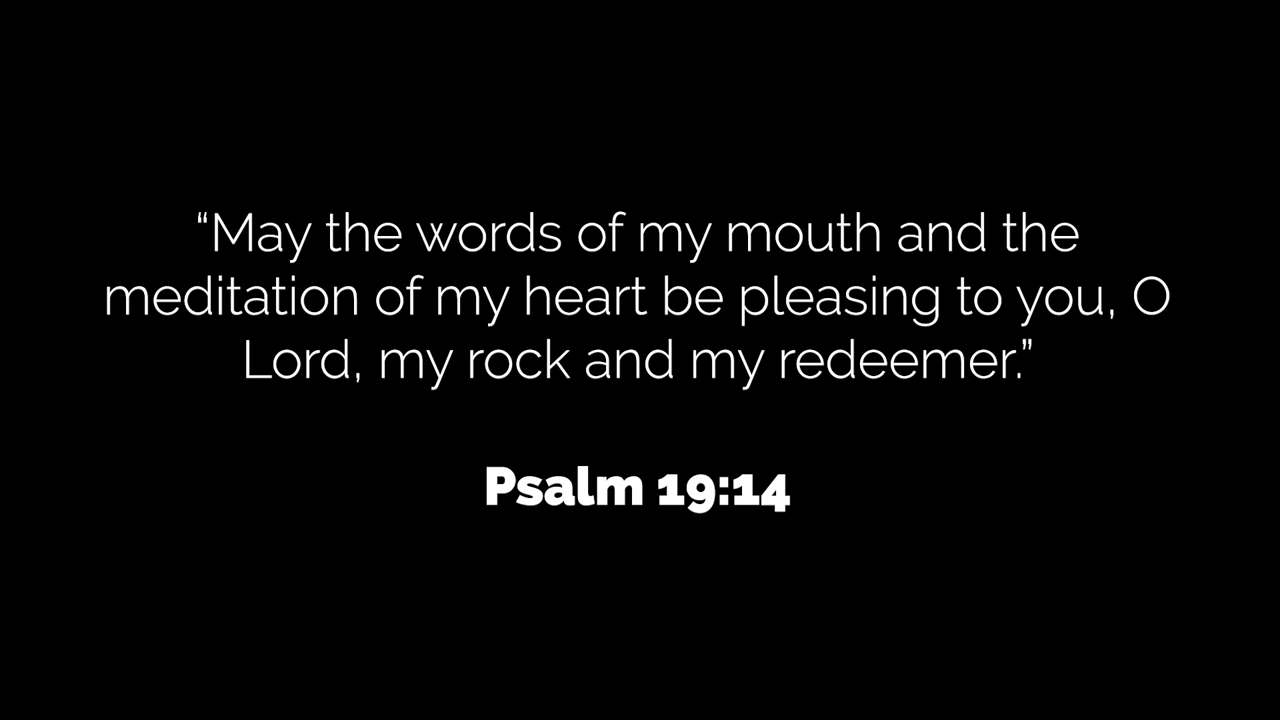 “May the words of my mouth and the
meditation of my heart be pleasing to you, O
Lord, my rock and my redeemer.”
Psalm 19:14